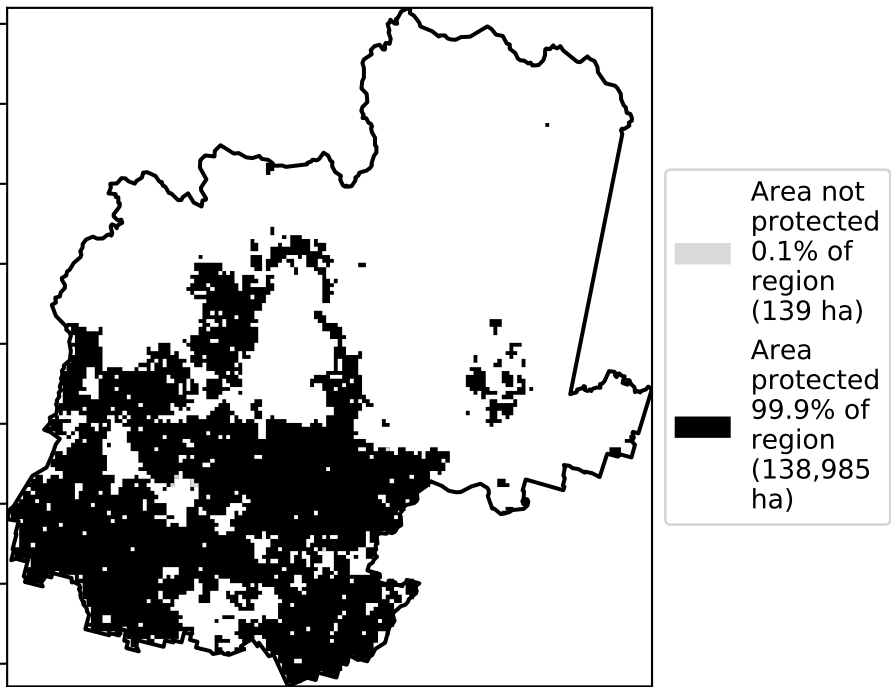 Area not
protected
0.1% of
region
(139 ha)
Area
protected
99.9% of
region
(138,985
ha)